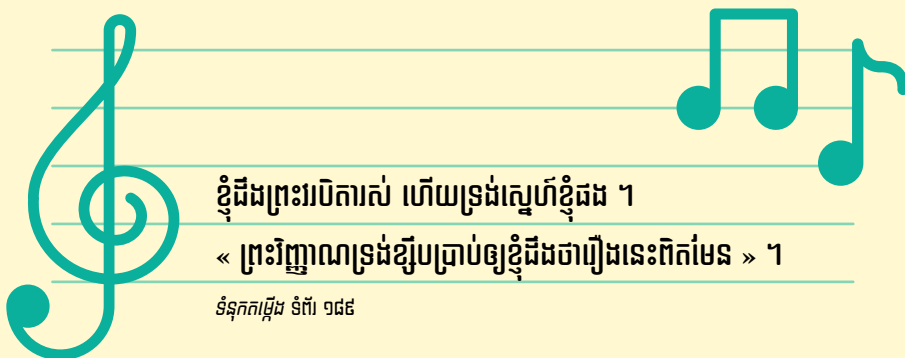 ខ្ញុំដឹងព្រះវរបិតារស់ ហើយទ្រង់ស្នេហ៍ខ្ញុំផង ។
« ព្រះវិញ្ញាណទ្រង់ខ្សឹបប្រាប់ឲ្យខ្ញុំដឹងថារឿងនេះពិតមែន » ។
ទំនុកតម្កើង ទំព័រ ១៨៩